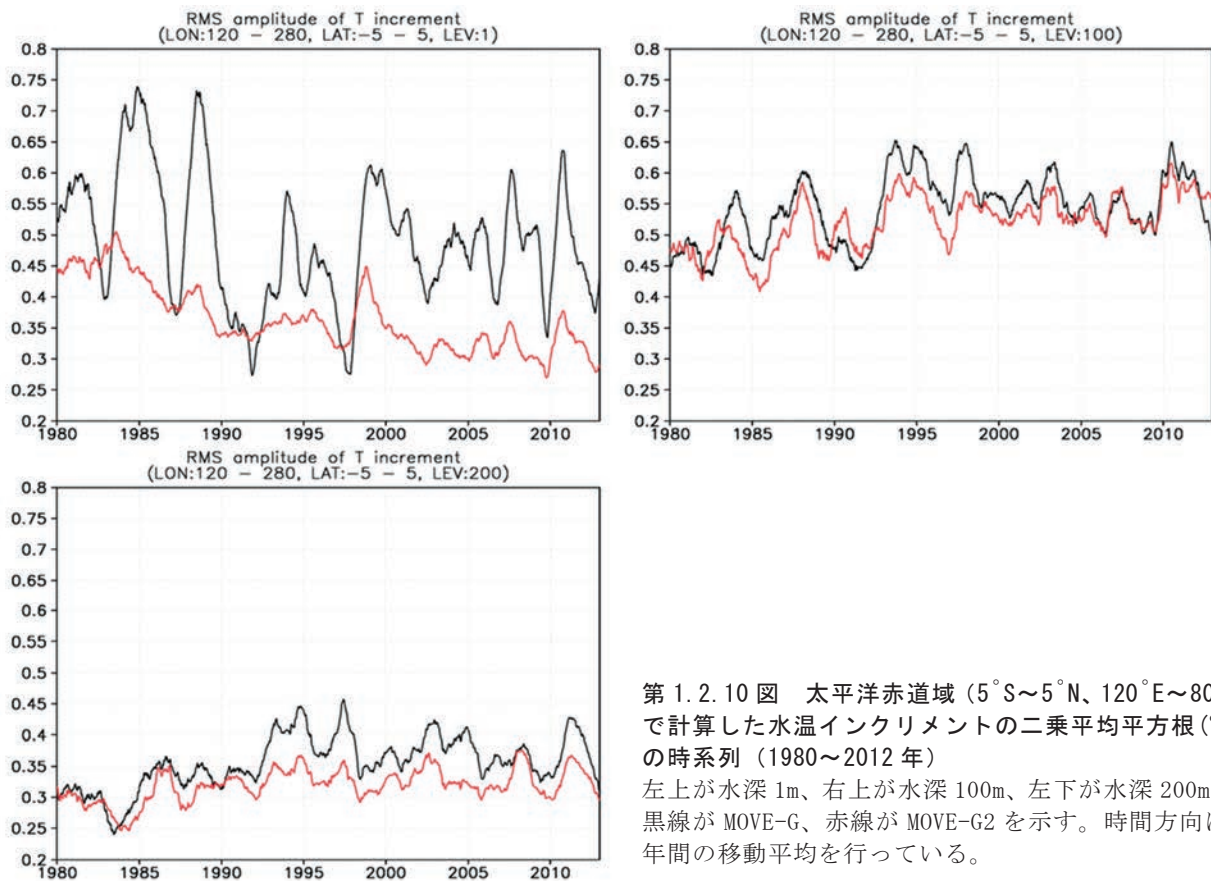 RMS amplitude of T increment
(LON:120 − 280, LAT:−5 − 5, LEV:1)
0.8
0.75
0.7
0.65
0.6
0.55
0.5
0.45
0.4
0.35
0.3
0.25
0.2
1980 1985 1990 1995 2000 2005 2010
RMS amplitude of T increment
(LON:120 − 280, LAT:−5 − 5, LEV:100)
0.8
0.75
0.7
0.65
0.6
0.55
0.5
0.45
0.4
0.35
0.3
0.25
0.2
1980 1985 1990 1995 2000 2005 2010
RMS amplitude of T increment
(LON:120 − 280, LAT:−5 − 5, LEV:200)
0.8
0.75
0.7
0.65
0.6
0.55
0.5
0.45
0.4
0.35
0.3
0.25
0.2
1980 1985 1990 1995 2000 2005 2010
第 1.2.10 図　太平洋赤道域（5°S～5°N、120°E～80
で計算した水温インクリメントの二乗平均平方根（
の時系列（1980～2012 年）
左上が水深 1m、右上が水深 100m、左下が水深 200m
黒線が MOVE-G、赤線が MOVE-G2 を示す。時間方向に
年間の移動平均を行っている。